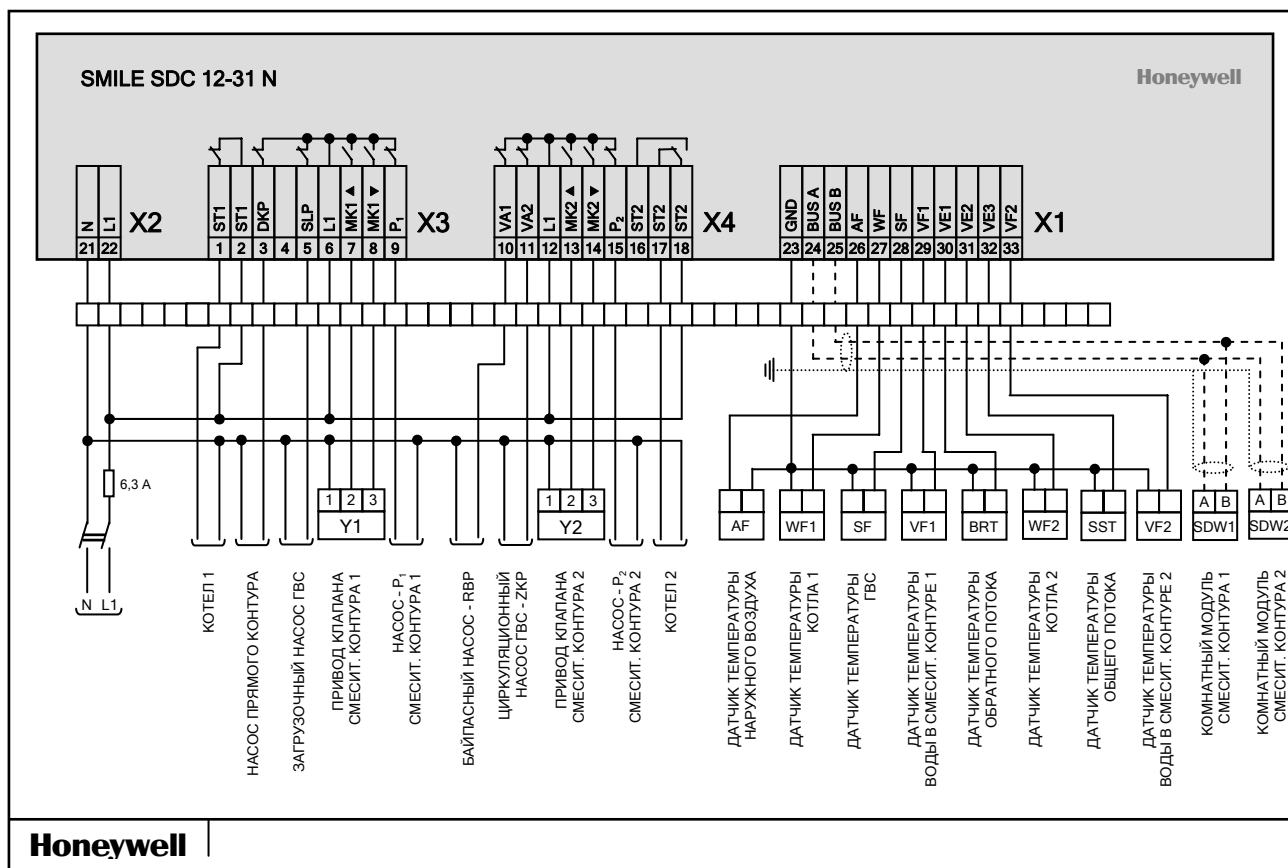 SMILE SDC 12-31 N
Honeywell
N
L1
X2
ST1
ST1
DKP
SLP
L1
MK1 ▲
MK1 ▼
P₁
X3
VA1
VA2
L1
MK2 ▲
MK2 ▼
P₂
ST2
ST2
ST2
X4
GND
BUS A
BUS B
AF
WF
SF
VF1
VE1
VE2
VE3
VF2
X1
21 22
1 2 3 4 5 6 7 8 9
10 11 12 13 14 15 16 17 18
23 24 25 26 27 28 29 30 31 32 33
6,3 A
1 2 3
Y1
1 2 3
Y2
AF
WF1
SF
VF1
BRT
WF2
SST
VF2
A B
SDW1
A B
SDW2
N L1
КОТЕЛ 1
НАСОС ПРЯМОГО КОНТУРА
ЗАГРУЗОЧНЫЙ НАСОС ГВС
ПРИВОД КЛАПАНА
СМЕСИТ. КОНТУРА 1
НАСОС - P₁
СМЕСИТ. КОНТУРА 1
БАЙПАСНЫЙ НАСОС - RBP
ЦИРКУЛЯЦИОННЫЙ
НАСОС ГВС - ZKP
ПРИВОД КЛАПАНА
СМЕСИТ. КОНТУРА 2
НАСОС - P₂
СМЕСИТ. КОНТУРА 2
КОТЕЛ 2
ДАТЧИК ТЕМПЕРАТУРЫ
НАРУЖНОГО ВОЗДУХА
ДАТЧИК ТЕМПЕРАТУРЫ
КОТЛА 1
ДАТЧИК ТЕМПЕРАТУРЫ
ГВС
ДАТЧИК ТЕМПЕРАТУРЫ
ВОДЫ В СМЕСИТ. КОНТУРЕ 1
ДАТЧИК ТЕМПЕРАТУРЫ
ОБРАТНОГО ПОТОКА
ДАТЧИК ТЕМПЕРАТУРЫ
КОТЛА 2
ДАТЧИК ТЕМПЕРАТУРЫ
ОБЩЕГО ПОТОКА
ДАТЧИК ТЕМПЕРАТУРЫ
ВОДЫ В СМЕСИТ. КОНТУРЕ 2
КОМНАТНЫЙ МОДУЛЬ
СМЕСИТ. КОНТУРА 1
КОМНАТНЫЙ МОДУЛЬ
СМЕСИТ. КОНТУРА 2
Honeywell